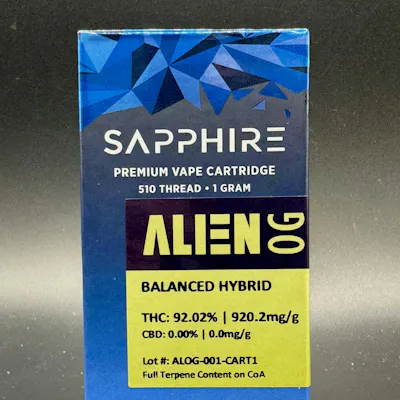 SAPPHIRE
PREMIUM VAPE CARTRIDGE
510 THREAD • 1 GRAM
ALIEN OG
BALANCED HYBRID
THC: 92.02% | 920.2mg/g
CBD: 0.00% | 0.0mg/g
Lot #: ALOG-001-CART1
Full Terpene Content on CoA